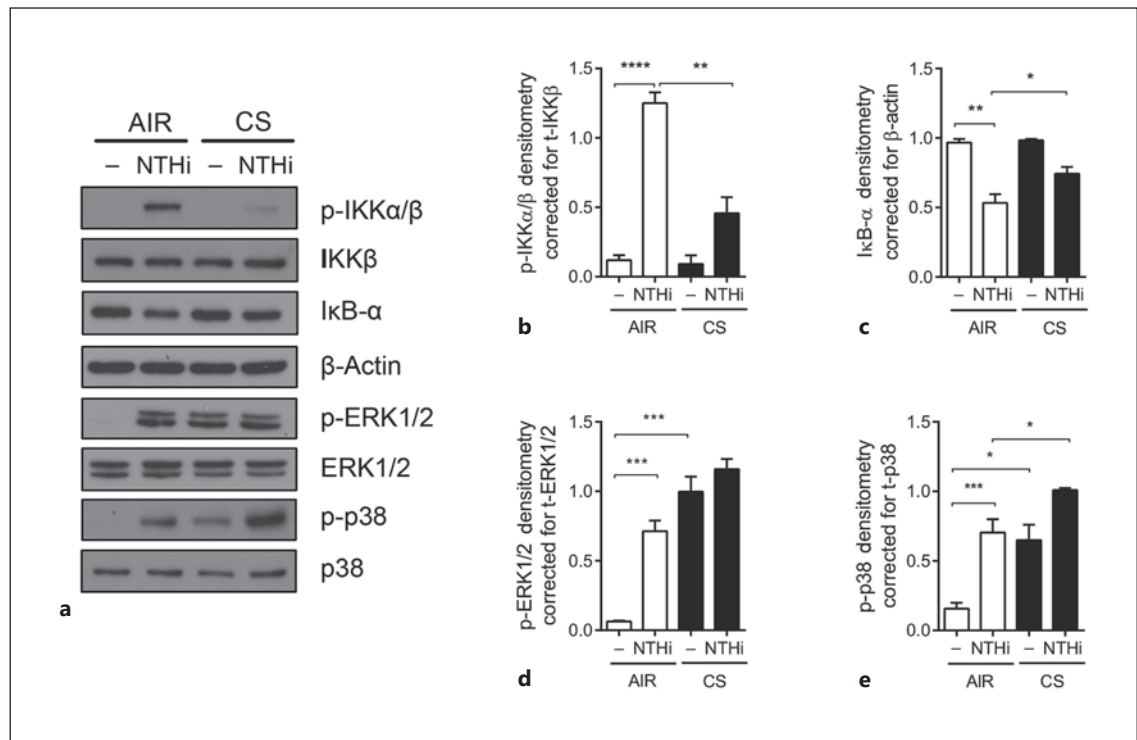 AIR CS
– NTHi – NTHi
p-IKKα/β
IKKβ
IκB-α
β-Actin
p-ERK1/2
ERK1/2
p-p38
p38
a
p-IKKα/β densitometry
corrected for t-IKKβ
1.5
1.0
0.5
0.0
**** **
– NTHi – NTHi
AIR CS
b
IκB-α densitometry
corrected for β-actin
1.5
1.0
0.5
0.0
*
**
– NTHi – NTHi
AIR CS
c
p-ERK1/2 densitometry
corrected for t-ERK1/2
1.5
1.0
0.5
0.0
***
***
– NTHi – NTHi
AIR CS
d
p-p38 densitometry
corrected for t-p38
1.5
1.0
0.5
0.0
*
*
***
– NTHi – NTHi
AIR CS
e